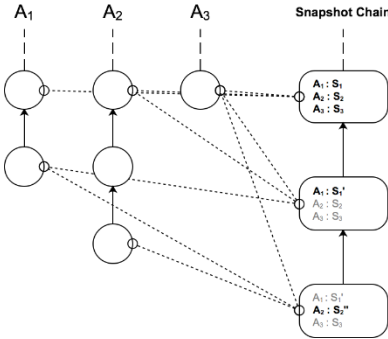 A₁ A₂ A₃ Snapshot Chain
A₁ : S₁
A₂ : S₂
A₃ : S₃
A₁ : S₁'
A₂ : S₂
A₃ : S₃
A₁ : S₁'
A₂ : S₂"
A₃ : S₃